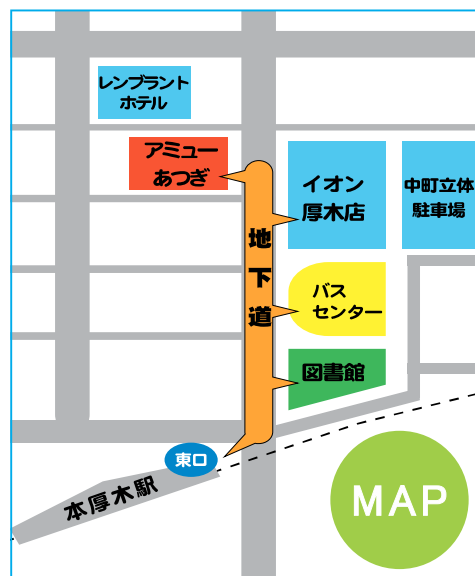 レンブラント
ホテル
アミュー
あつぎ
イオン
厚木店
中町立体
駐車場
地下道
バス
センター
図書館
東口
本厚木駅
MAP